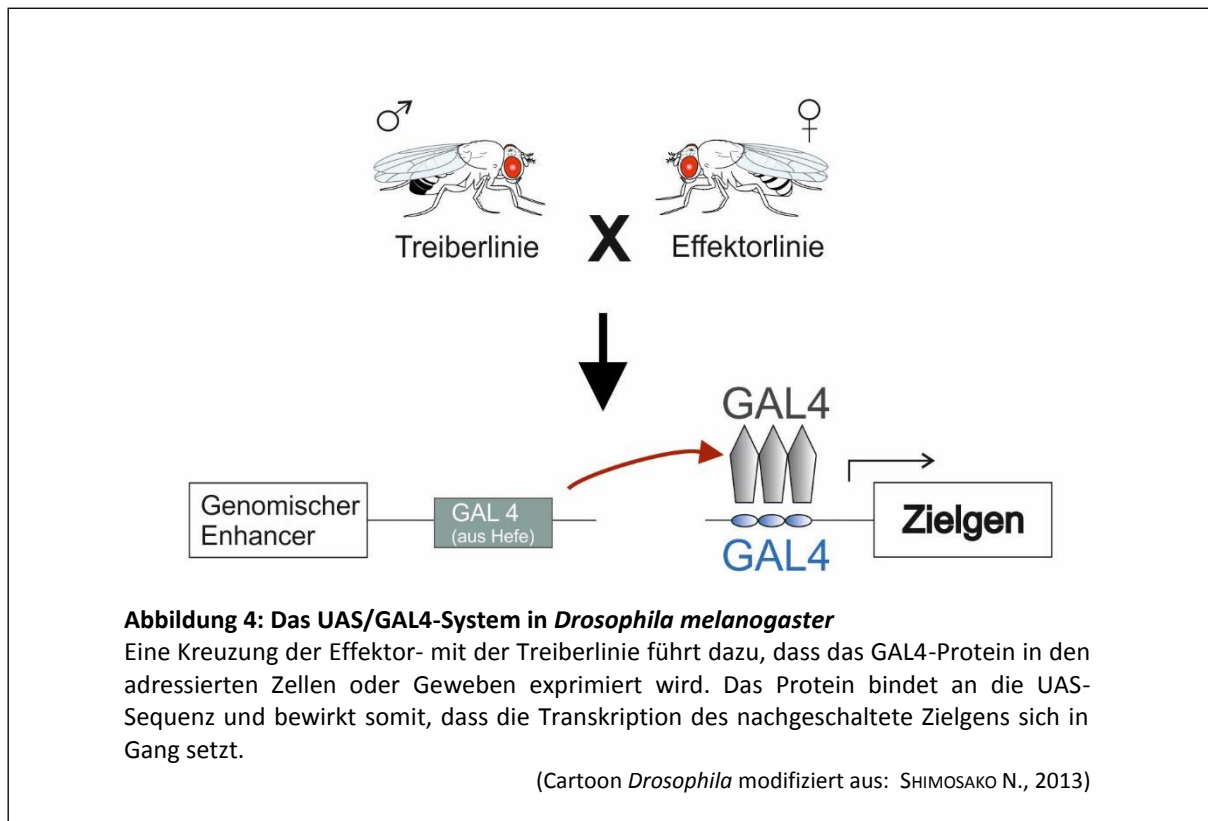 ♂ ♀
Treiberlinie X Effektorlinie
GAL4
Genomischer
Enhancer
GAL 4
(aus Hefe)
GAL4
Zielgen
Abbildung 4: Das UAS/GAL4-System in Drosophila melanogaster
Eine Kreuzung der Effektor- mit der Treiberlinie führt dazu, dass das GAL4-Protein in den
adressierten Zellen oder Geweben exprimiert wird. Das Protein bindet an die UAS-
Sequenz und bewirkt somit, dass die Transkription des nachgeschaltete Zielgens sich in
Gang setzt.
(Cartoon Drosophila modifiziert aus: SHIMOSAKO N., 2013)